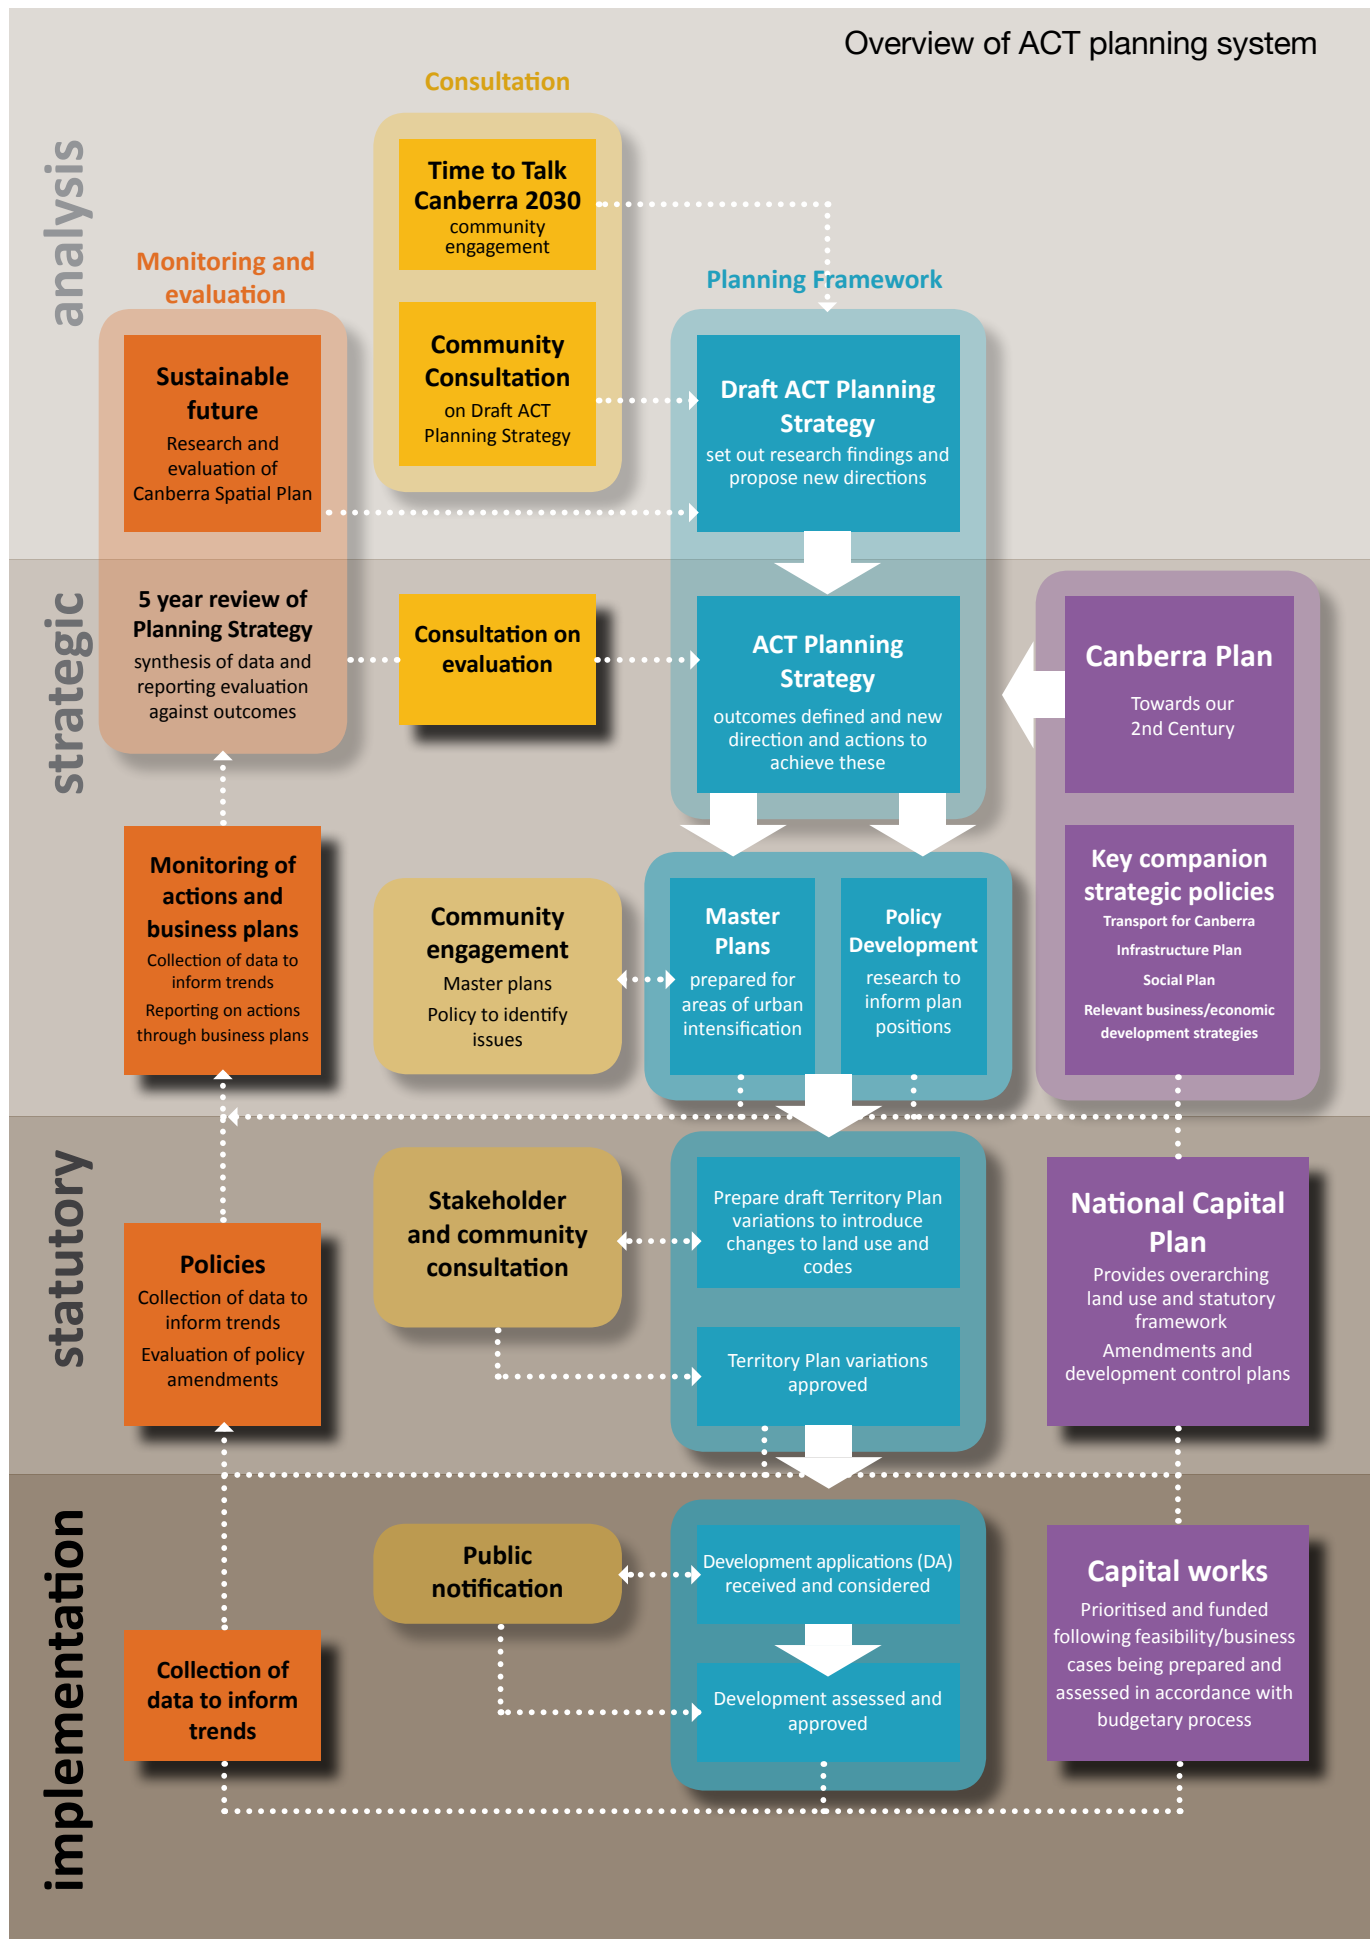 Overview of ACT planning system
analysis
Consultation
Time to Talk
Canberra 2030
community
engagement
Community
Consultation
on Draft ACT
Planning Strategy
Monitoring and
evaluation
Sustainable
future
Research and
evaluation of
Canberra Spatial Plan
Planning Framework
Draft ACT Planning
Strategy
set out research findings and
propose new directions
strategic
5 year review of
Planning Strategy
synthesis of data and
reporting evaluation
against outcomes
Consultation on
evaluation
ACT Planning
Strategy
outcomes defined and new
direction and actions to
achieve these
Canberra Plan
Towards our
2nd Century
Monitoring of
actions and
business plans
Collection of data to
inform trends
Reporting on actions
through business plans
Community
engagement
Master plans
Policy to identify
issues
Master
Plans
prepared for
areas of urban
intensification
Policy
Development
research to
inform plan
positions
Key companion
strategic policies
Transport for Canberra
Infrastructure Plan
Social Plan
Relevant business/economic
development strategies
statutory
Policies
Collection of data to
inform trends
Evaluation of policy
amendments
Stakeholder
and community
consultation
Prepare draft Territory Plan
variations to introduce
changes to land use and
codes
Territory Plan variations
approved
National Capital
Plan
Provides overarching
land use and statutory
framework
Amendments and
development control plans
implementation
Collection of
data to inform
trends
Public
notification
Development applications (DA)
received and considered
Development assessed and
approved
Capital works
Prioritised and funded
following feasibility/business
cases being prepared and
assessed in accordance with
budgetary process